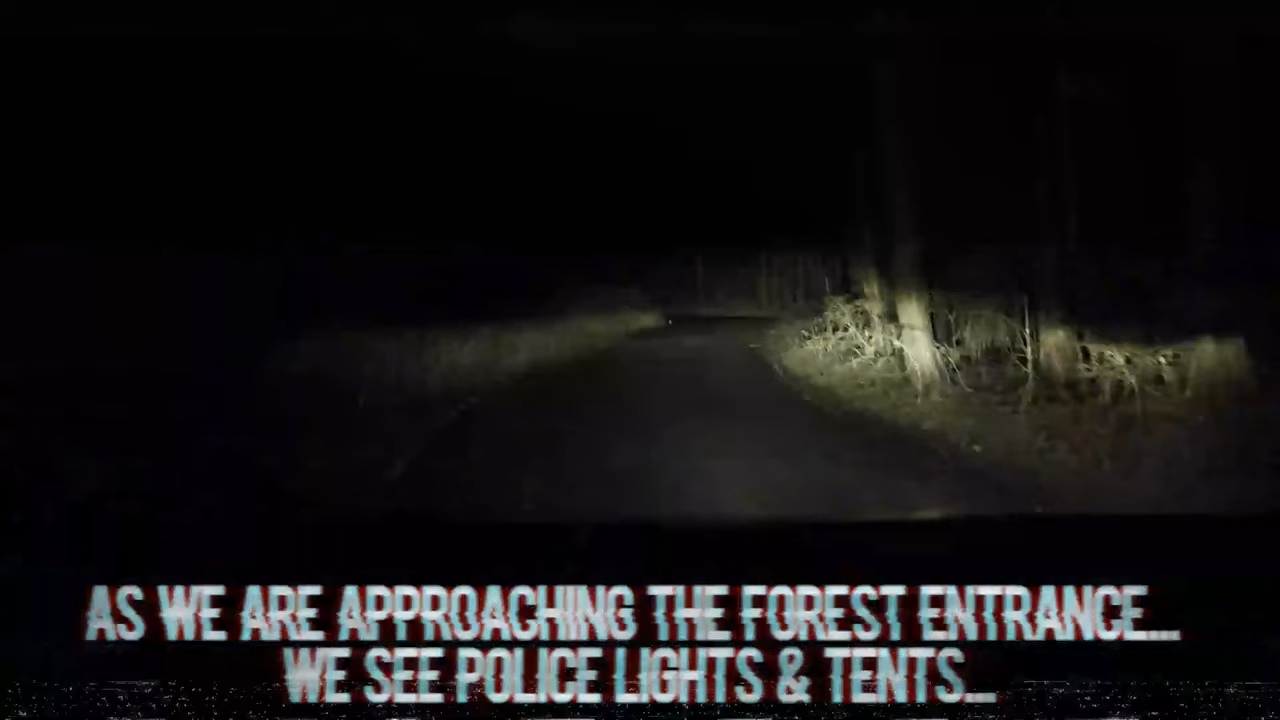 AS WE ARE APPROACHING THE FOREST ENTRANCE...
WE SEE POLICE LIGHTS & TENTS...